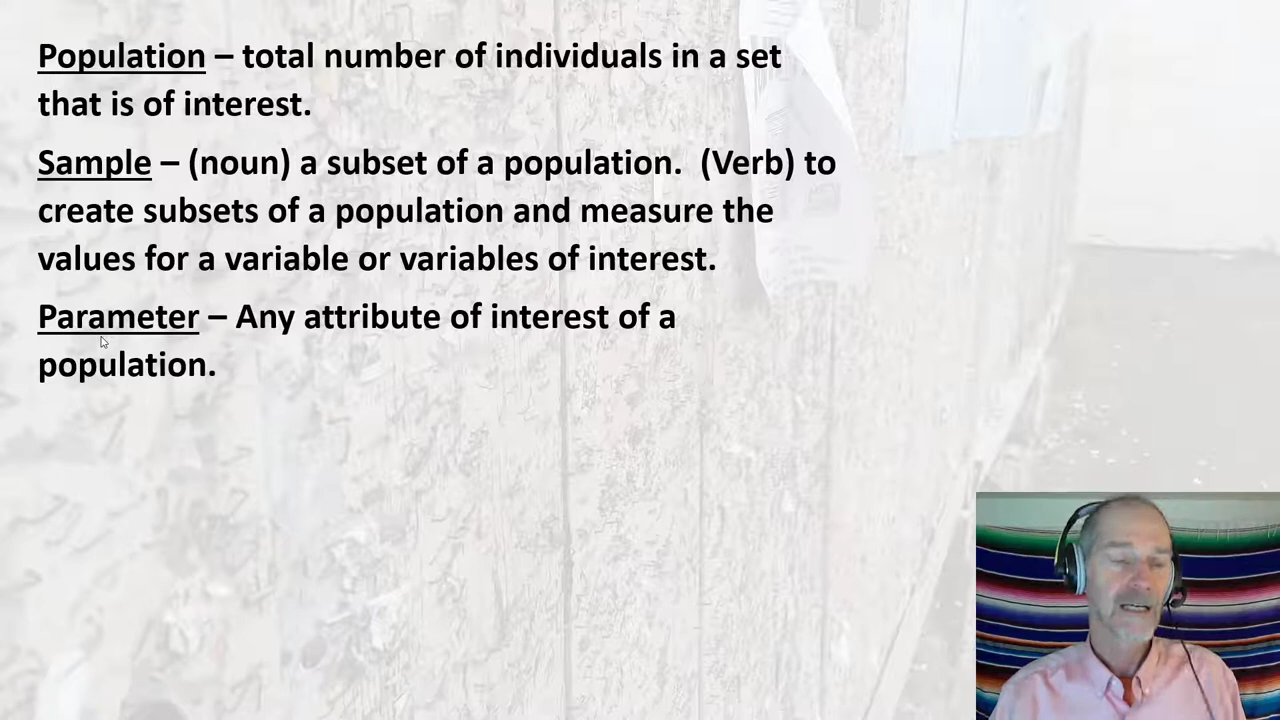 Population – total number of individuals in a set
that is of interest.
Sample – (noun) a subset of a population.  (Verb) to
create subsets of a population and measure the
values for a variable or variables of interest.
Parameter – Any attribute of interest of a
population.